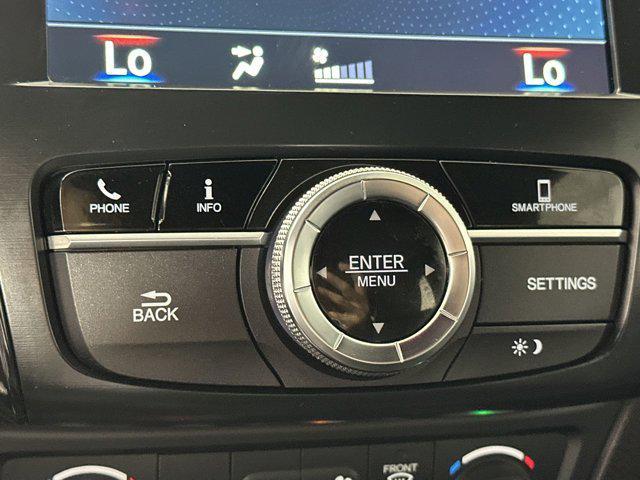 Lo
Lo
PHONE
INFO
SMARTPHONE
ENTER
MENU
BACK
SETTINGS
FRONT